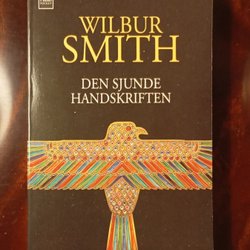 WILBUR
SMITH
DEN SJUNDE
HANDSKRIFTEN